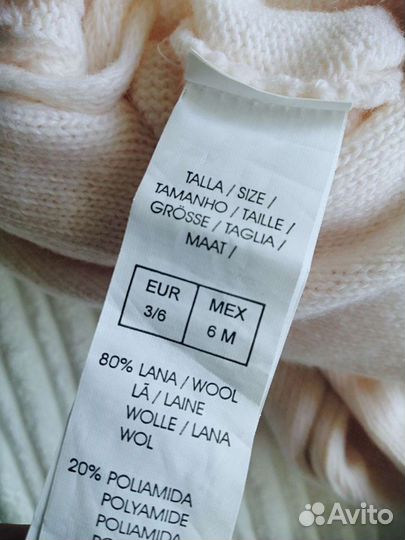 TALLA / SIZE /
TAMANHO / TAILLE /
GRÖSSE / TAGLIA /
MAAT /
EUR
3/6
MEX
6 M
80% LANA / WOOL
LÃ / LAINE
WOLLE / LANA
WOL
20% POLIAMIDA
POLYAMIDE
POLIAMIDA
Avito